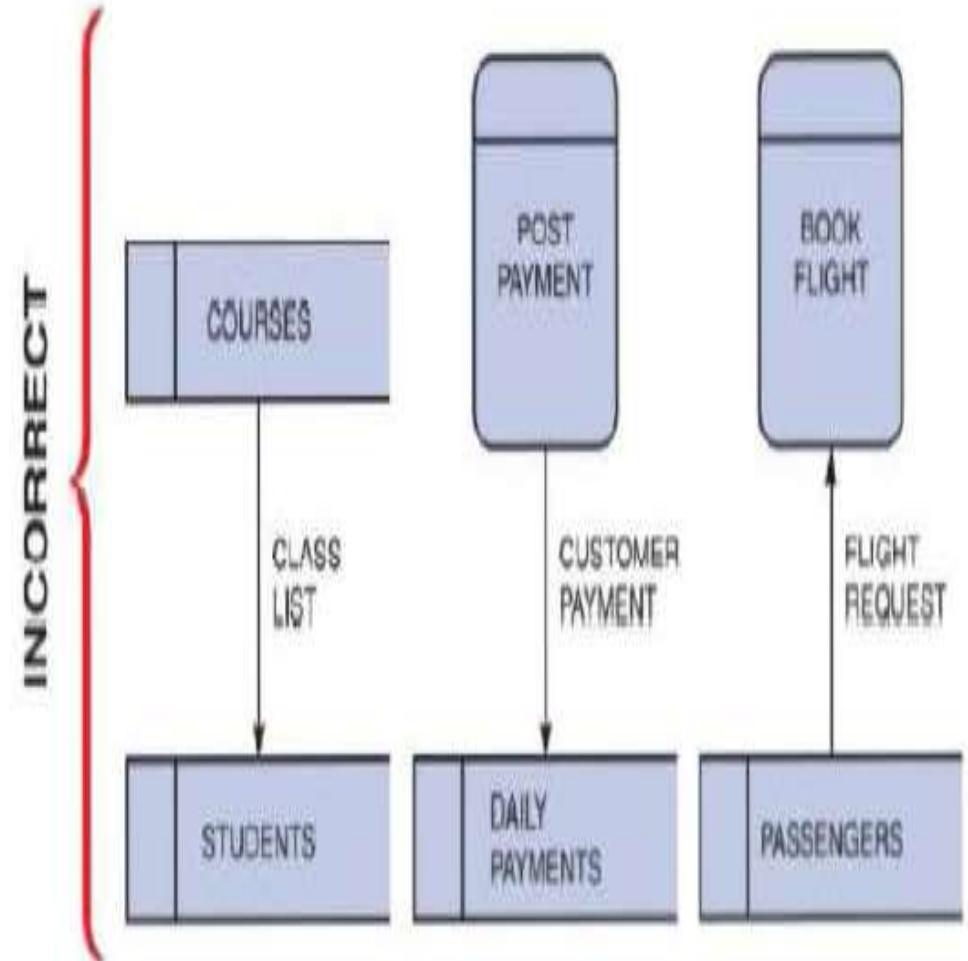 INCORRECT
COURSES
CLASS
LIST
STUDENTS
POST
PAYMENT
CUSTOMER
PAYMENT
DAILY
PAYMENTS
BOOK
FLIGHT
FLIGHT
REQUEST
PASSENGERS